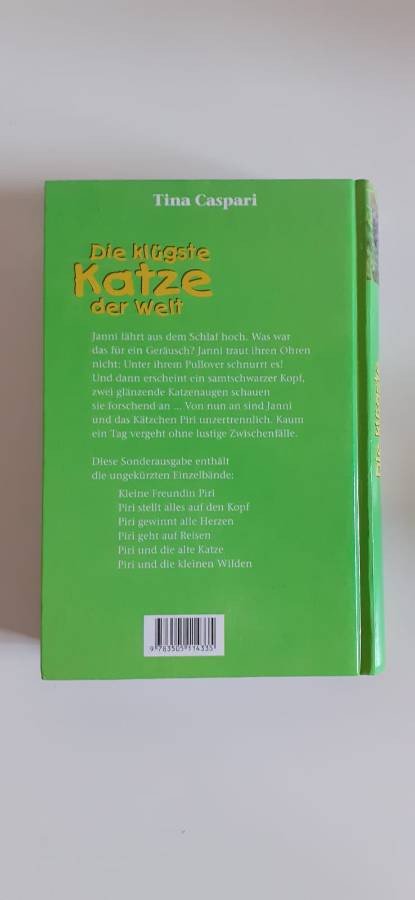 Tina Caspari
Die klügste
Katze
der Welt
Janni fährt aus dem Schlaf hoch. Was war
das für ein Geräusch? Janni traut ihren Ohren
nicht: Unter ihrem Pullover schnurrt es!
Und dann erscheint ein samtschwarzer Kopf,
zwei glänzende Katzenaugen schauen
sie forschend an ... Von nun an sind Janni
und das Kätzchen Piri unzertrennlich. Kaum
ein Tag vergeht ohne lustige Zwischenfälle.
Diese Sonderausgabe enthält
die ungekürzten Einzelbände:
Kleine Freundin Piri
Piri stellt alles auf den Kopf
Piri gewinnt alle Herzen
Piri geht auf Reisen
Piri und die alte Katze
Piri und die kleinen Wilden
9 783505 114335
Die klügste